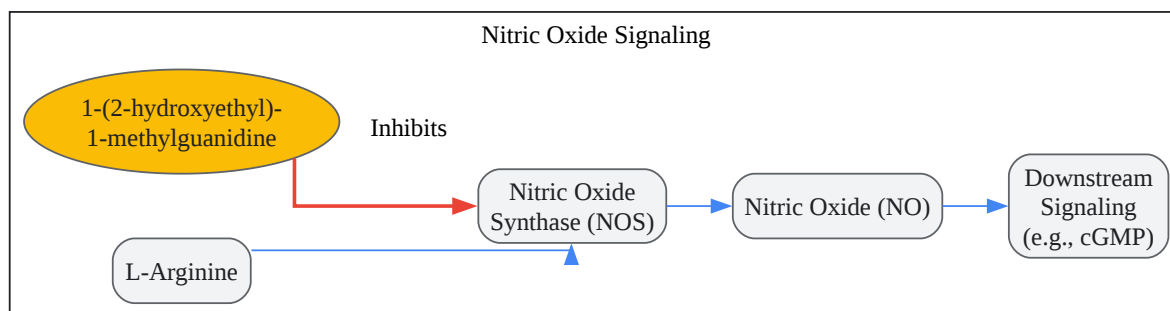 Nitric Oxide Signaling
1-(2-hydroxyethyl)-
1-methylguanidine
Inhibits
Nitric Oxide
Synthase (NOS)
Nitric Oxide (NO)
Downstream
Signaling
(e.g., cGMP)
L-Arginine